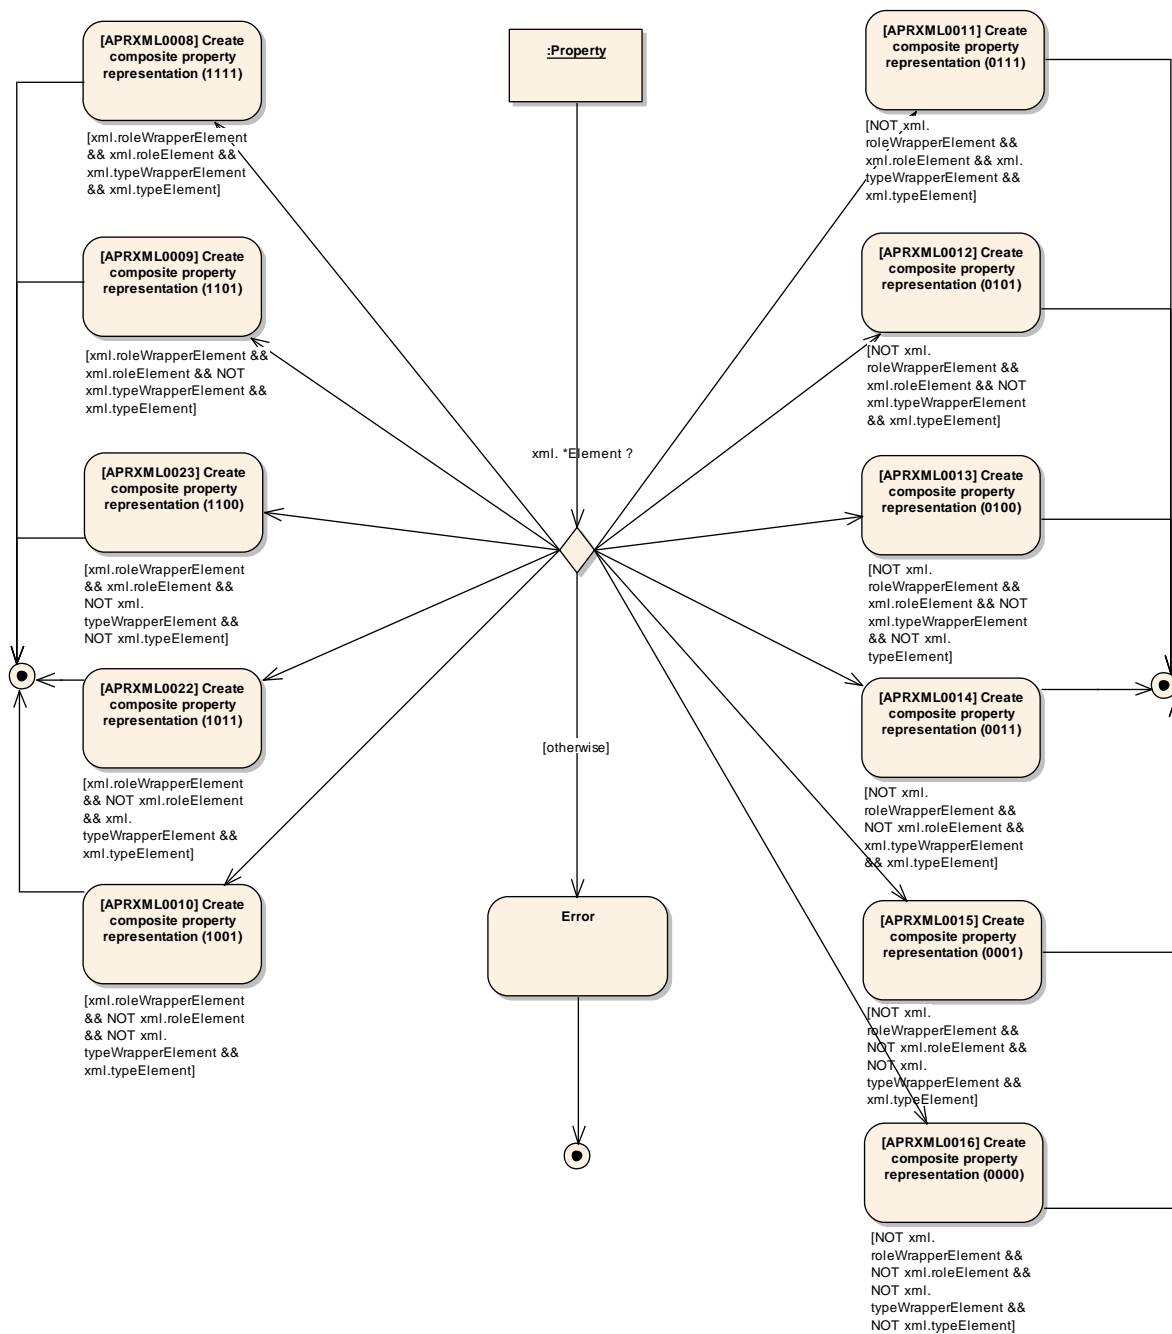 [APRXML0008] Create
composite property
representation (1111)
[xml.roleWrapperElement
&& xml.roleElement &&
xml.typeWrapperElement
&& xml.typeElement]
[APRXML0009] Create
composite property
representation (1101)
[xml.roleWrapperElement &&
xml.roleElement && NOT
xml.typeWrapperElement &&
xml.typeElement]
[APRXML0023] Create
composite property
representation (1100)
[xml.roleWrapperElement
&& xml.roleElement &&
NOT xml.
typeWrapperElement &&
NOT xml.typeElement]
[APRXML0022] Create
composite property
representation (1011)
[xml.roleWrapperElement
&& NOT xml.roleElement
&& xml.
typeWrapperElement &&
xml.typeElement]
[APRXML0010] Create
composite property
representation (1001)
[xml.roleWrapperElement
&& NOT xml.roleElement
&& NOT xml.
typeWrapperElement &&
xml.typeElement]
:Property
xml. *Element ?
[otherwise]
Error
[APRXML0011] Create
composite property
representation (0111)
[NOT xml.
roleWrapperElement &&
xml.roleElement && xml.
typeWrapperElement &&
xml.typeElement]
[APRXML0012] Create
composite property
representation (0101)
[NOT xml.
roleWrapperElement &&
xml.roleElement && NOT
xml.typeWrapperElement
&& xml.typeElement]
[APRXML0013] Create
composite property
representation (0100)
[NOT xml.
roleWrapperElement &&
xml.roleElement && NOT
xml.typeWrapperElement
&& NOT xml.
typeElement]
[APRXML0014] Create
composite property
representation (0011)
[NOT xml.
roleWrapperElement &&
NOT xml.roleElement &&
xml.typeWrapperElement
&& xml.typeElement]
[APRXML0015] Create
composite property
representation (0001)
[NOT xml.
roleWrapperElement &&
NOT xml.roleElement &&
NOT xml.
typeWrapperElement &&
xml.typeElement]
[APRXML0016] Create
composite property
representation (0000)
[NOT xml.
roleWrapperElement &&
NOT xml.roleElement &&
NOT xml.
typeWrapperElement &&
NOT xml.typeElement]